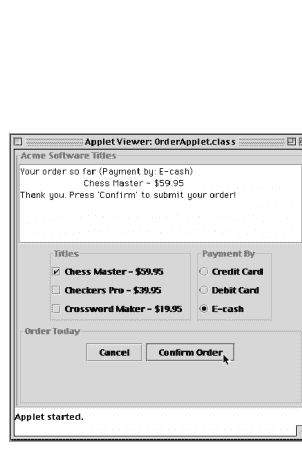 Applet Viewer: OrderApplet.class
Acme Software Titles
Your order so far (Payment by: E-cash)
Chess Master - $59.95
Thank you. Press 'Confirm' to submit your order!
Titles
Payment By
Chess Master - $59.95
Credit Card
Checkers Pro - $39.95
Debit Card
Crossword Maker - $19.95
E-cash
Order Today
Cancel
Confirm Order
Applet started.